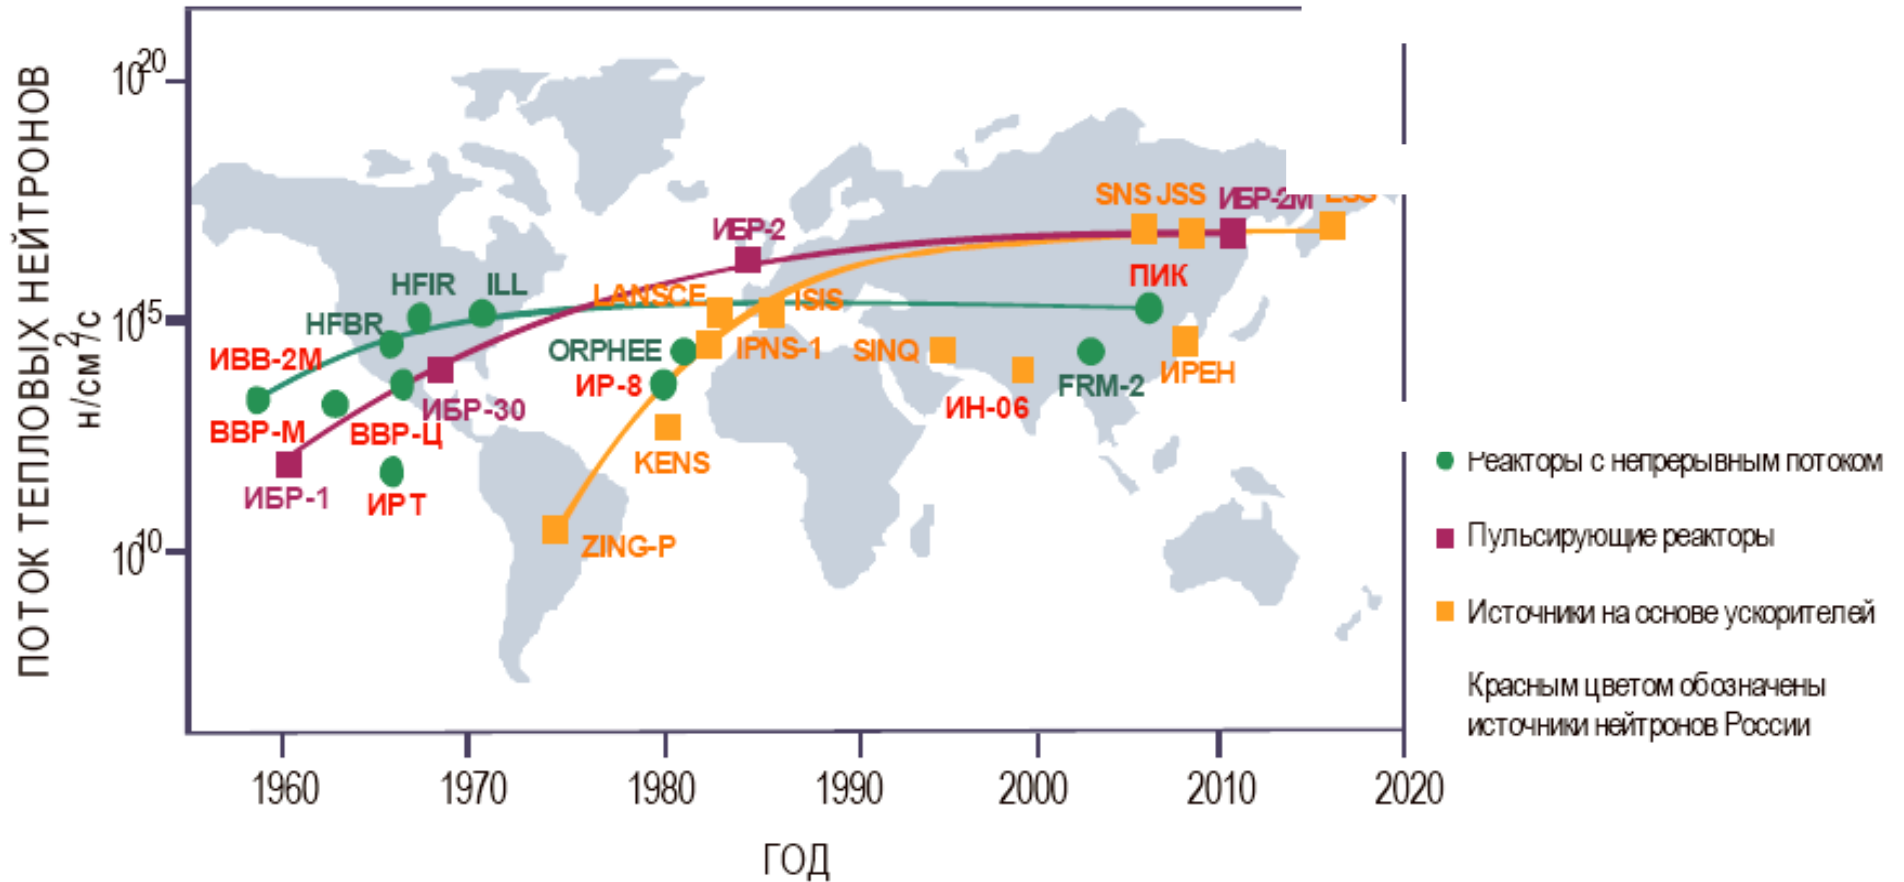 ПОТОК ТЕПЛОВЫХ НЕЙТРОНОВ
н/см²/с
10²⁰
10¹⁵
10¹⁰
SNS JSS ИБР-2М ESS
ИБР-2
ПИК
HFIR ILL
LANSCE ISIS
HFBR
ORPHEE IPNS-1 SINQ
ИВВ-2М
ИРЕН
ИР-8
FRM-2
ИБР-30
ИН-06
ВВР-М ВВР-Ц
KENS
ИБР-1 ИРТ
ZING-P
Реакторы с непрерывным потоком
Пульсирующие реакторы
Источники на основе ускорителей
Красным цветом обозначены
источники нейтронов России
1960 1970 1980 1990 2000 2010 2020
ГОД